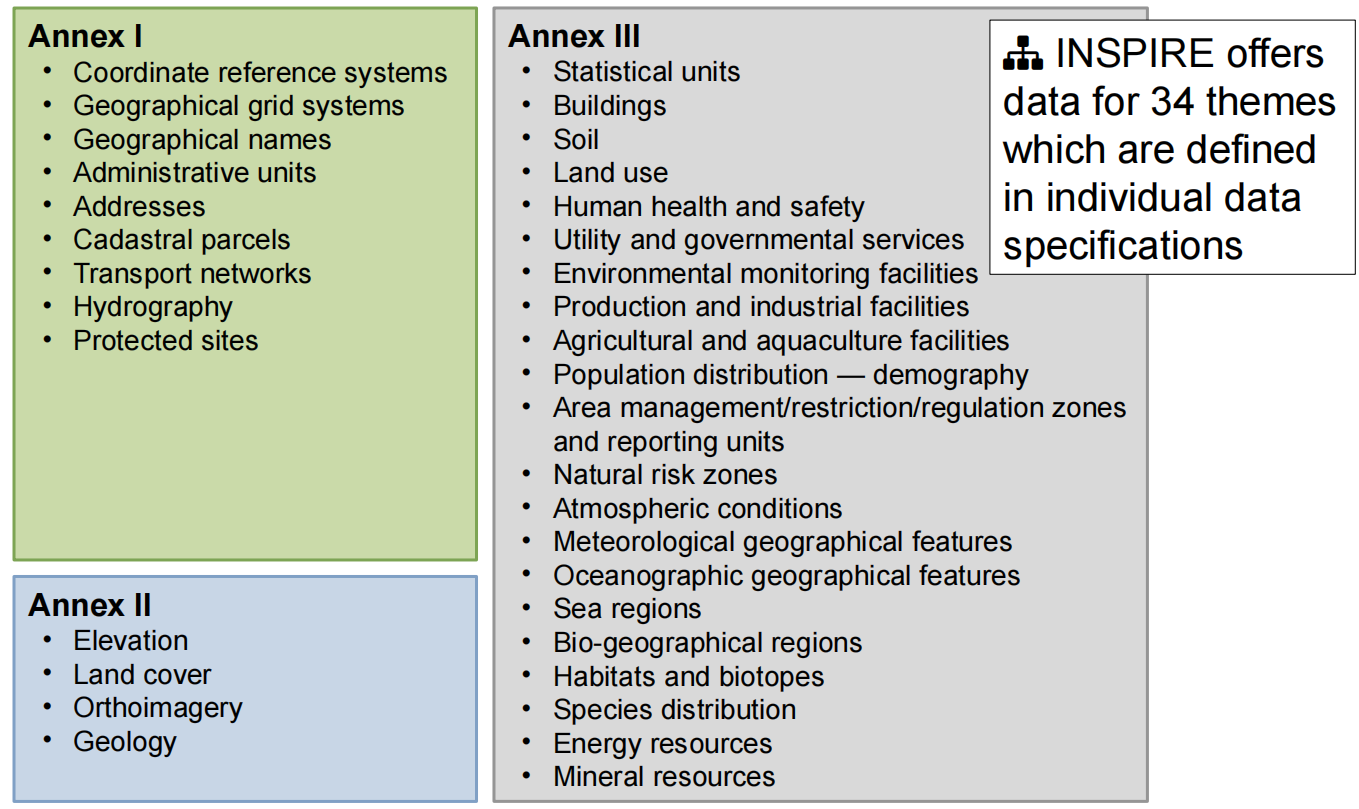 Annex I
• Coordinate reference systems
• Geographical grid systems
• Geographical names
• Administrative units
• Addresses
• Cadastral parcels
• Transport networks
• Hydrography
• Protected sites
Annex II
• Elevation
• Land cover
• Orthoimagery
• Geology
Annex III
• Statistical units
• Buildings
• Soil
• Land use
• Human health and safety
• Utility and governmental services
• Environmental monitoring facilities
• Production and industrial facilities
• Agricultural and aquaculture facilities
• Population distribution — demography
• Area management/restriction/regulation zones
and reporting units
• Natural risk zones
• Atmospheric conditions
• Meteorological geographical features
• Oceanographic geographical features
• Sea regions
• Bio-geographical regions
• Habitats and biotopes
• Species distribution
• Energy resources
• Mineral resources
INSPIRE offers
data for 34 themes
which are defined
in individual data
specifications